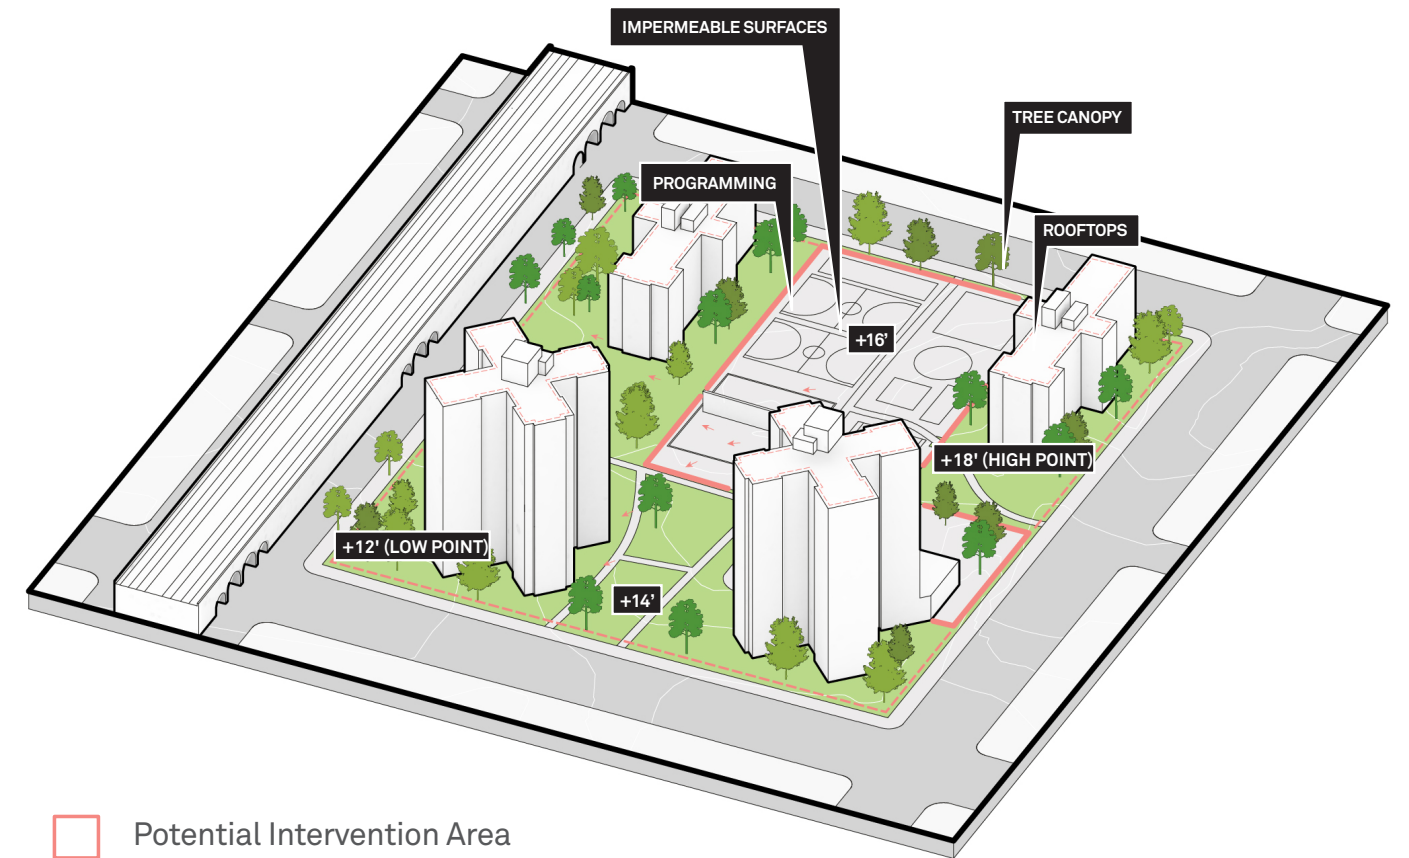 IMPERMEABLE SURFACES
TREE CANOPY
PROGRAMMING
ROOFTOPS
+16’
+18' (HIGH POINT)
+12' (LOW POINT)
+14’
Potential Intervention Area